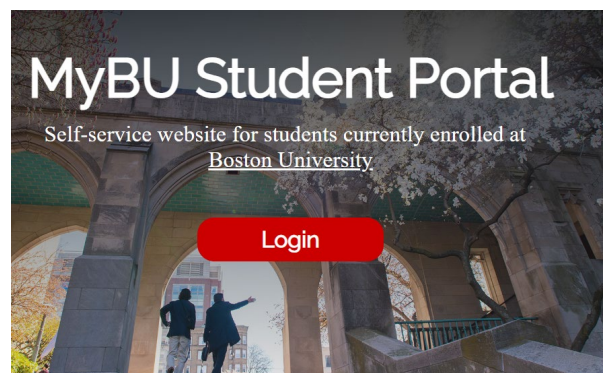 MyBU Student Portal
Self-service website for students currently enrolled at
Boston University
Login